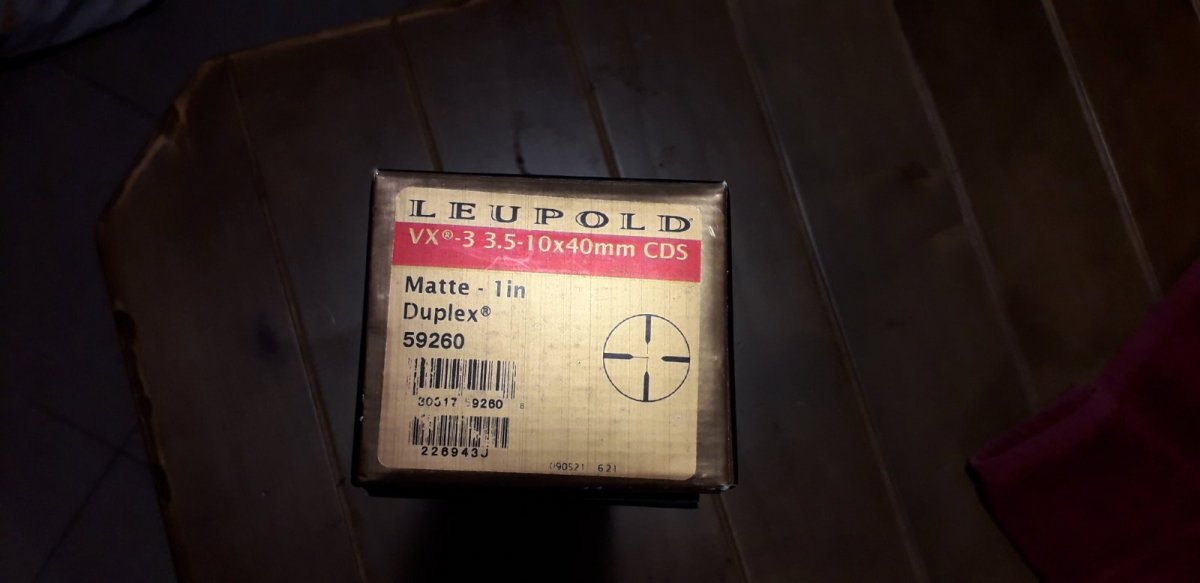 LEUPOLD
VX®-3 3.5-10x40mm CDS
Matte - 1in
Duplex®
59260
30317 59260 8
226943J
090521 621